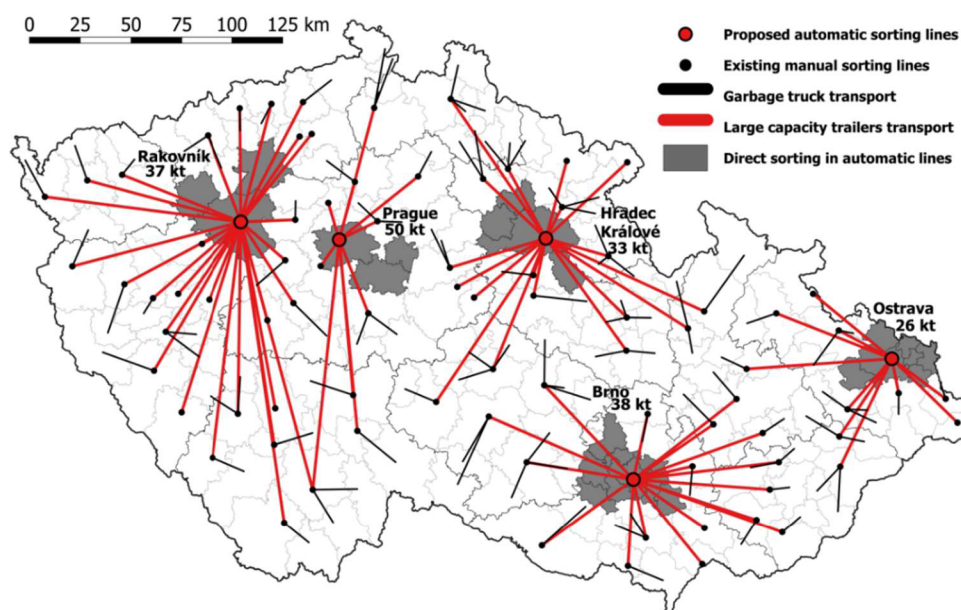 0 25 50 75 100 125 km
Proposed automatic sorting lines
Existing manual sorting lines
Garbage truck transport
Large capacity trailers transport
Direct sorting in automatic lines
Rakovník
37 kt
Prague
50 kt
Hradec
Králové
33 kt
Ostrava
26 kt
Brno
38 kt